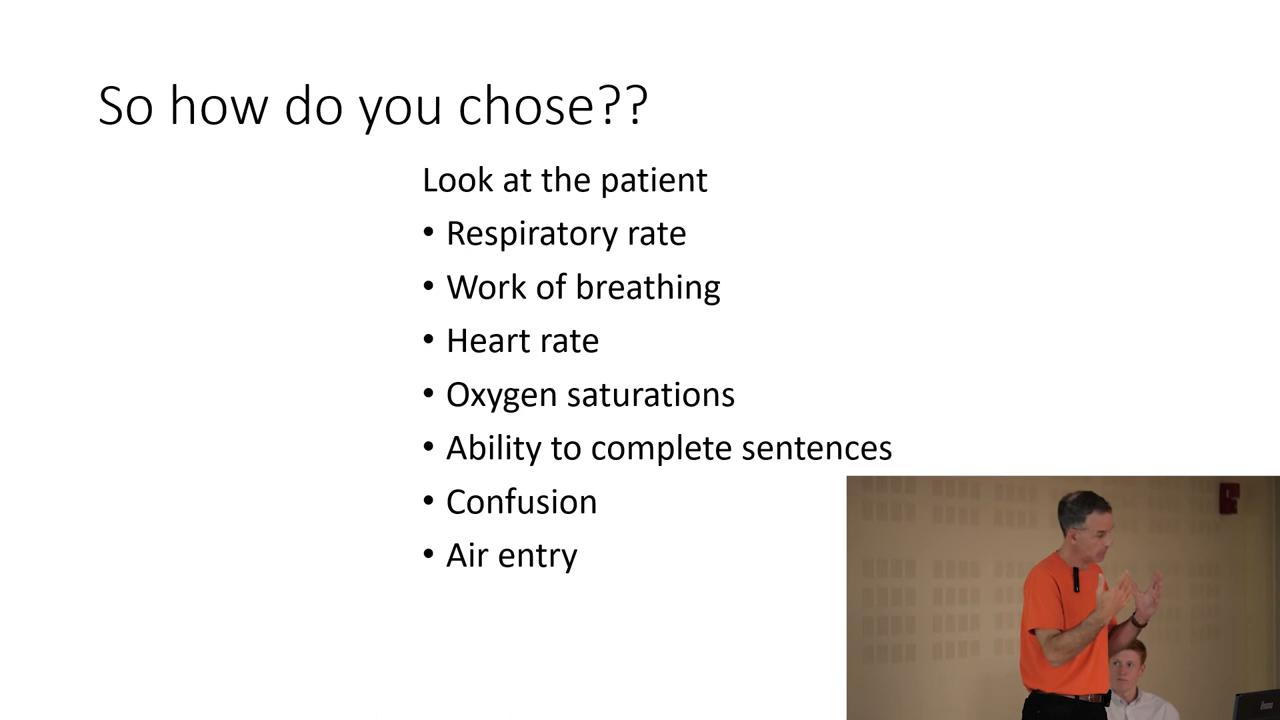 So how do you chose??
Look at the patient
• Respiratory rate
• Work of breathing
• Heart rate
• Oxygen saturations
• Ability to complete sentences
• Confusion
• Air entry